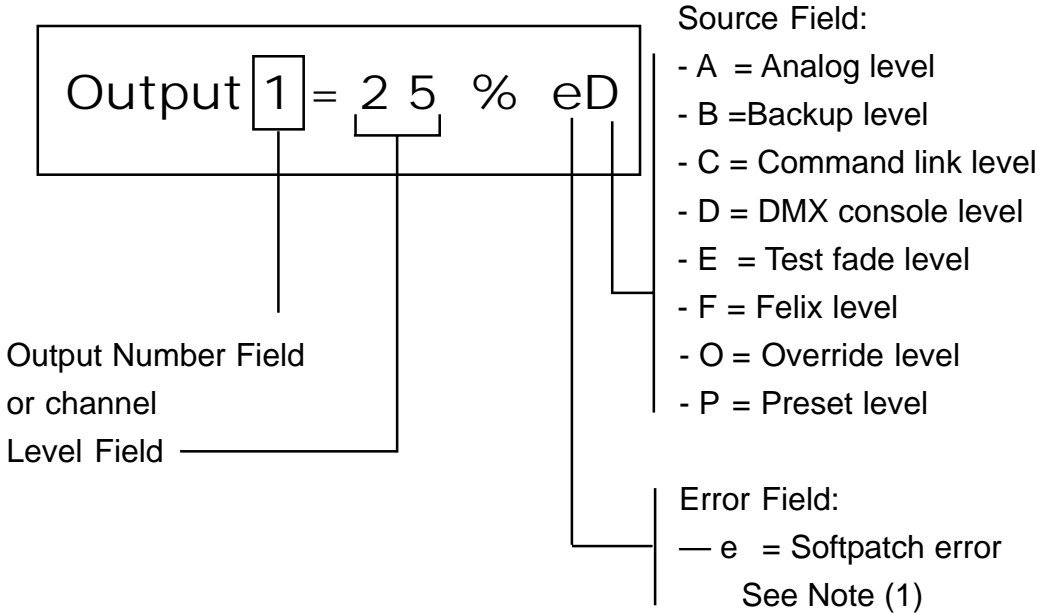 Output 1 = 25 % eD
Source Field:
- A = Analog level
- B =Backup level
- C = Command link level
- D = DMX console level
- E = Test fade level
- F = Felix level
- O = Override level
- P = Preset level
Output Number Field
or channel
Level Field
Error Field:
— e = Softpatch error
See Note (1)